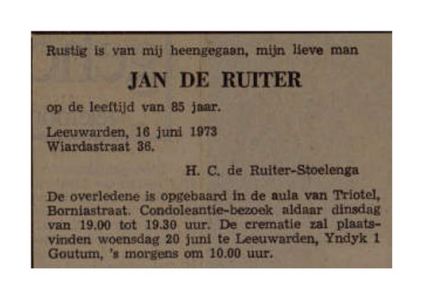 Rustig is van mij heengegaan, mijn lieve man
JAN DE RUITER
op de leeftijd van 85 jaar.
Leeuwarden, 16 juni 1973
Wiardastraat 36.
H. C. de Ruiter-Stoelenga
De overledene is opgebaard in de aula van Triotel,
Borniastraat. Condoleantie-bezoek aldaar dinsdag
van 19.00 tot 19.30 uur. De crematie zal plaats-
vinden woensdag 20 juni te Leeuwarden, Yndyk 1
Goutum, 's morgens om 10.00 uur.